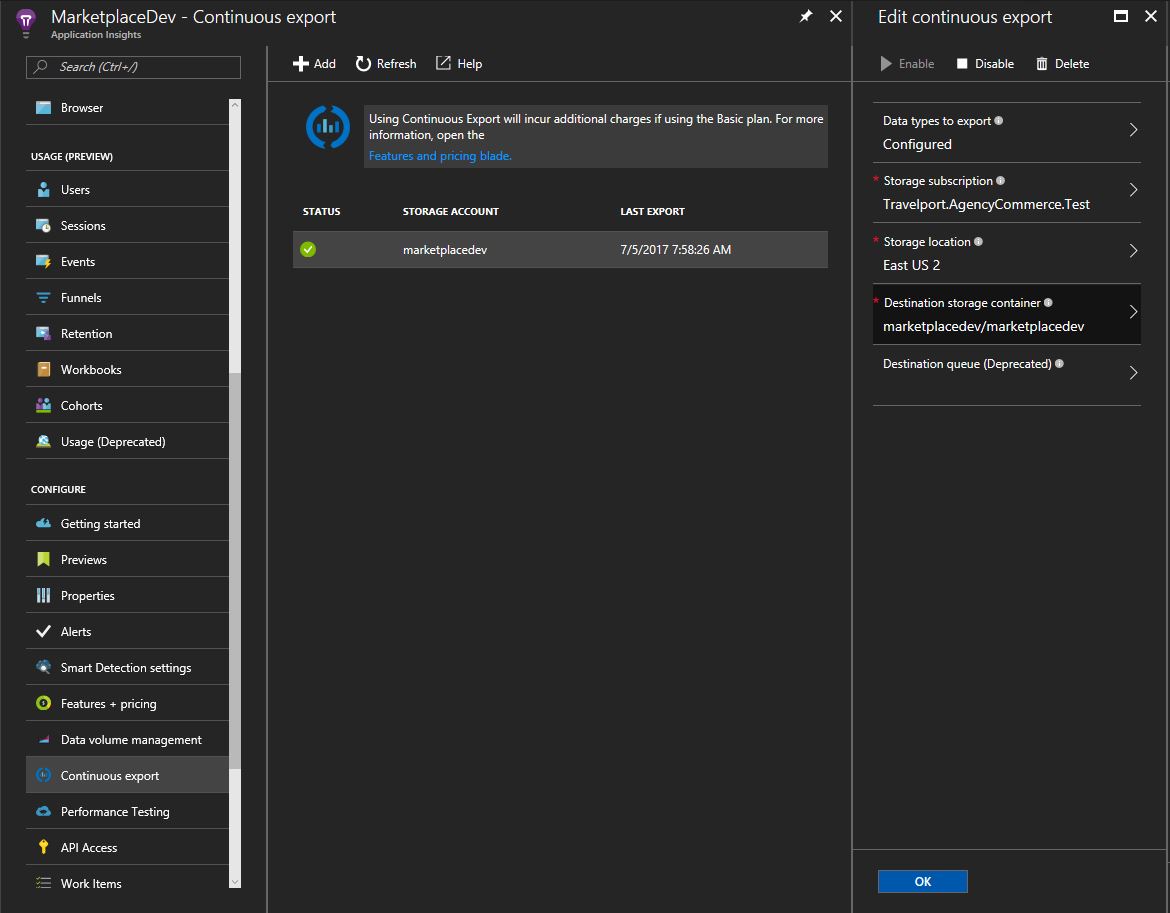 MarketplaceDev - Continuous export
Application Insights
Search (Ctrl+/)
Browser
USAGE (PREVIEW)
Users
Sessions
Events
Funnels
Retention
Workbooks
Cohorts
Usage (Deprecated)
CONFIGURE
Getting started
Previews
Properties
Alerts
Smart Detection settings
Features + pricing
Data volume management
Continuous export
Performance Testing
API Access
Work Items
Add Refresh Help
Using Continuous Export will incur additional charges if using the Basic plan. For more
information, open the
Features and pricing blade.
STATUS STORAGE ACCOUNT LAST EXPORT
marketplacedev 7/5/2017 7:58:26 AM
Edit continuous export
Enable Disable Delete
Data types to export
Configured
* Storage subscription
Travelport.AgencyCommerce.Test
* Storage location
East US 2
* Destination storage container
marketplacedev/marketplacedev
Destination queue (Deprecated)
OK